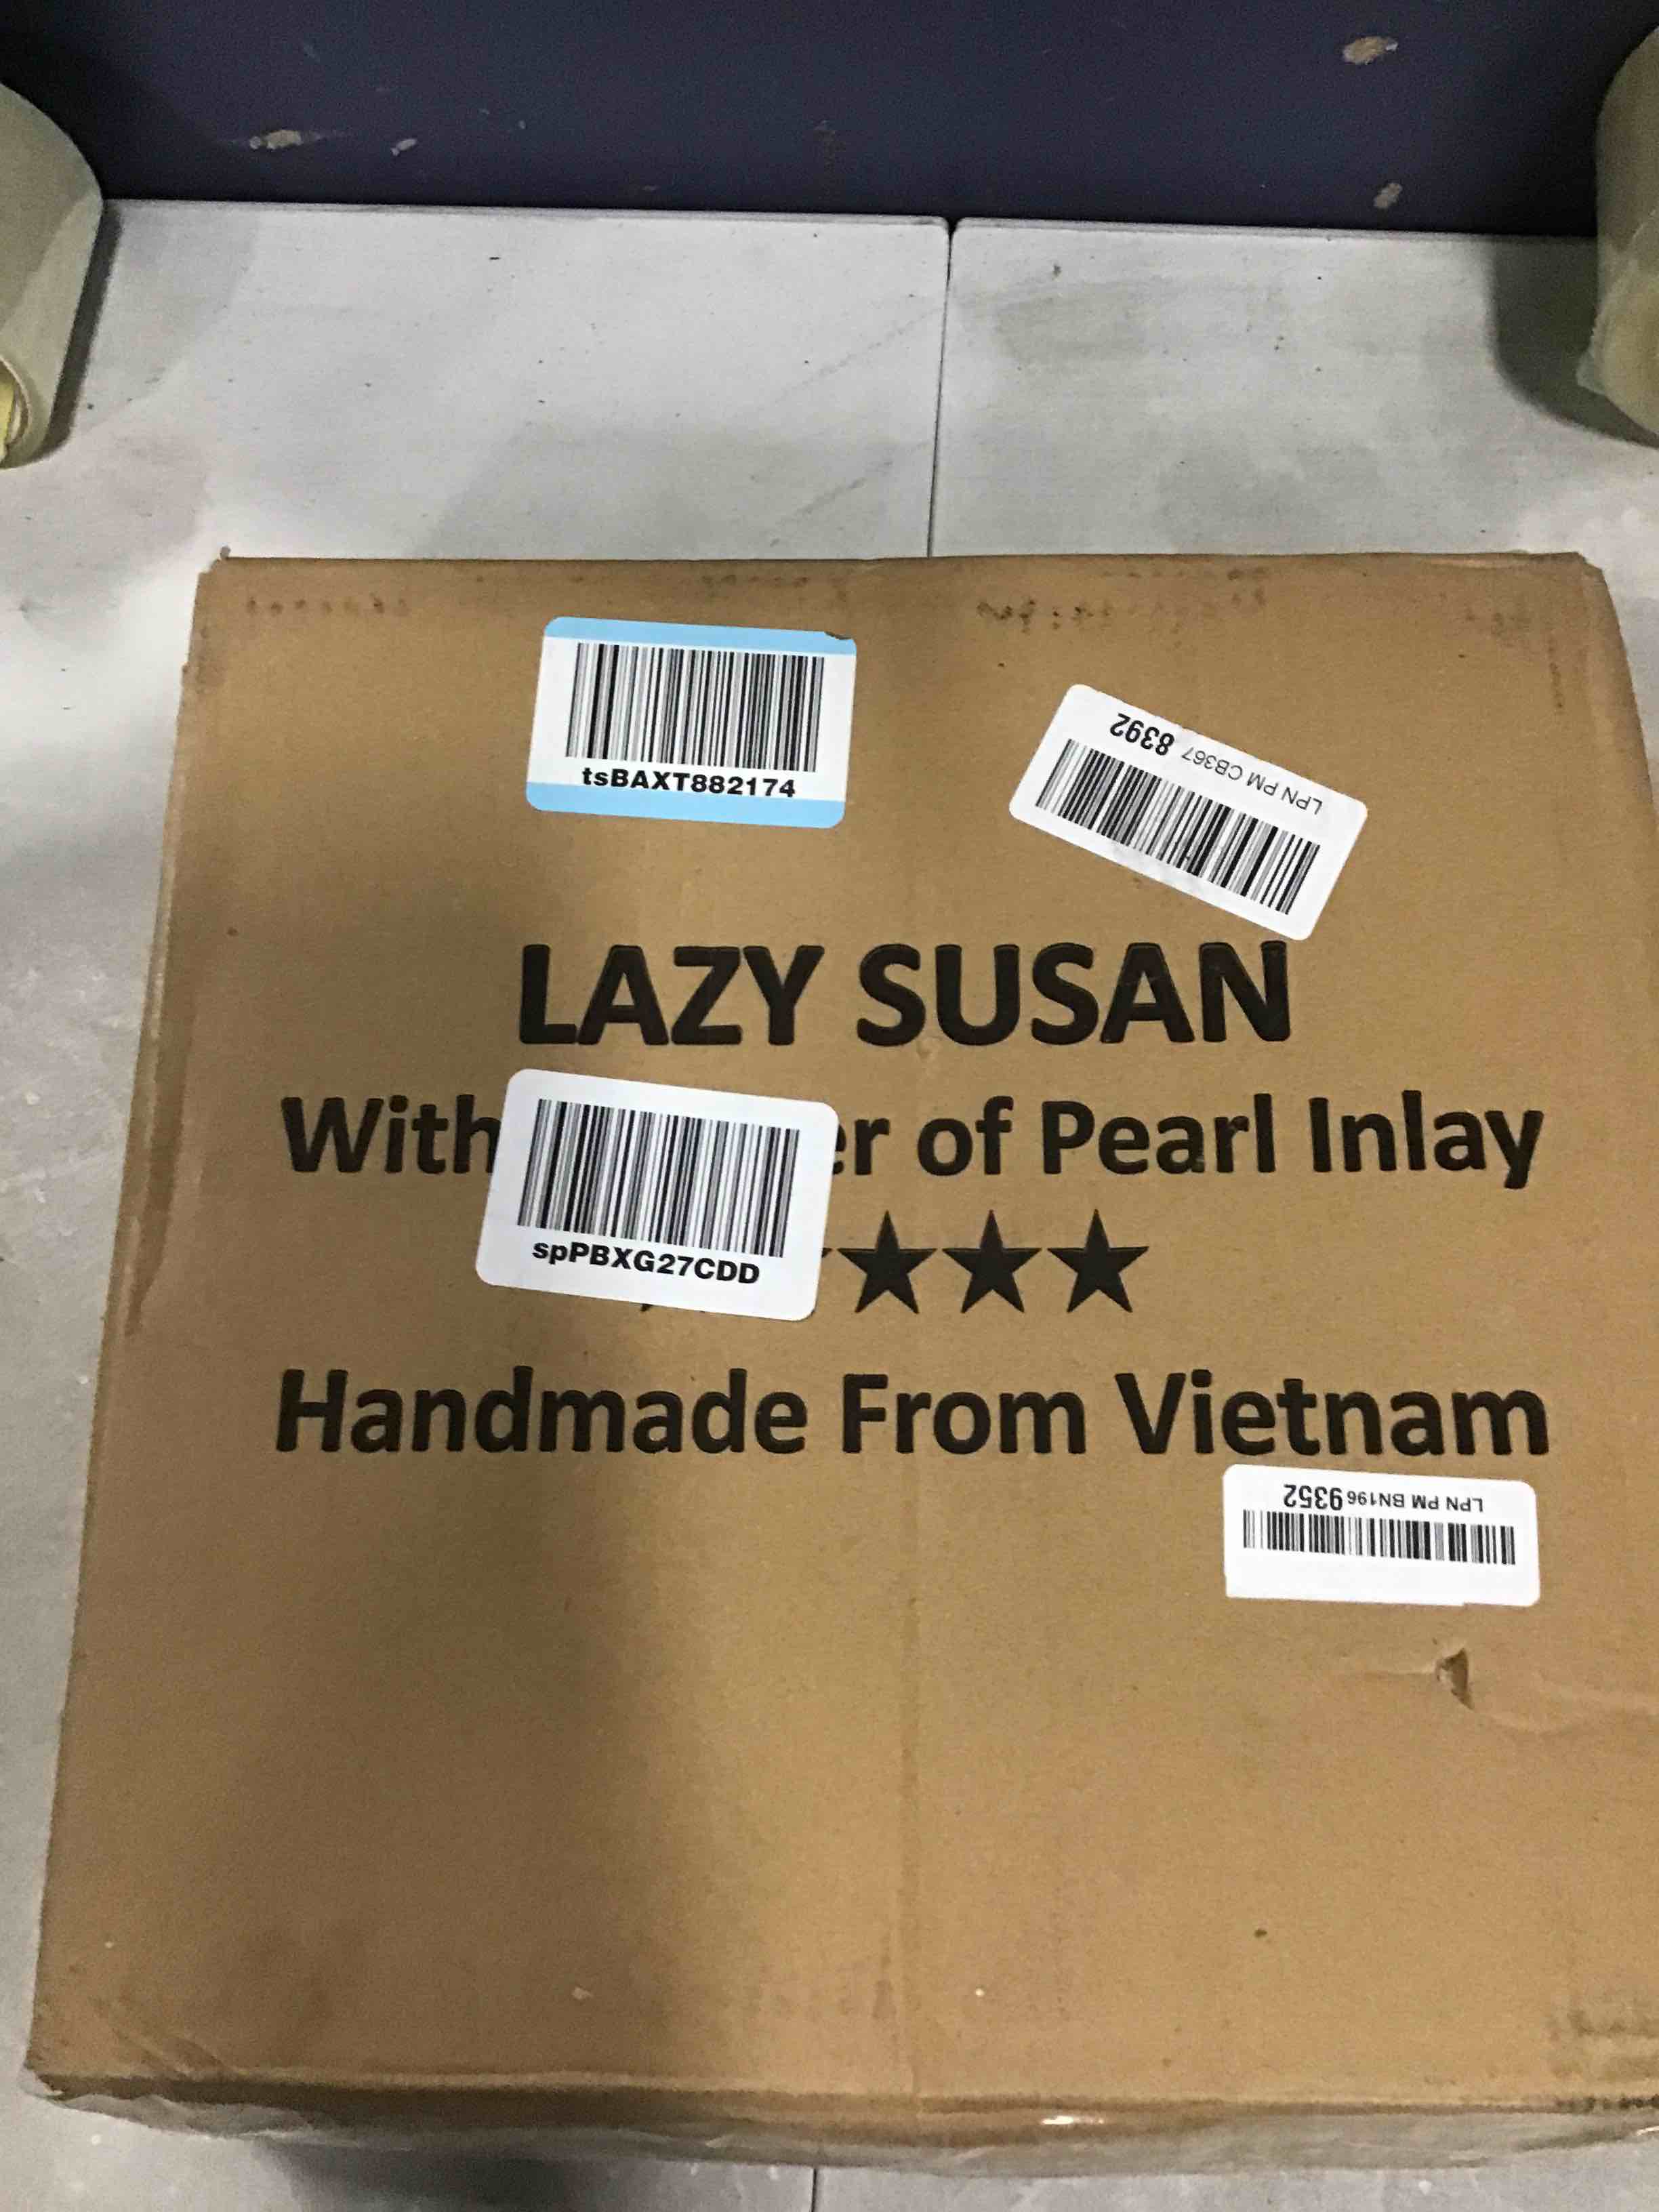 tsBAXT882174
LPN PM CB367 8392
LAZY SUSAN
With er of Pearl Inlay
spPBXG27CDD
★★★
Handmade From Vietnam
LPN PM BN196 9352